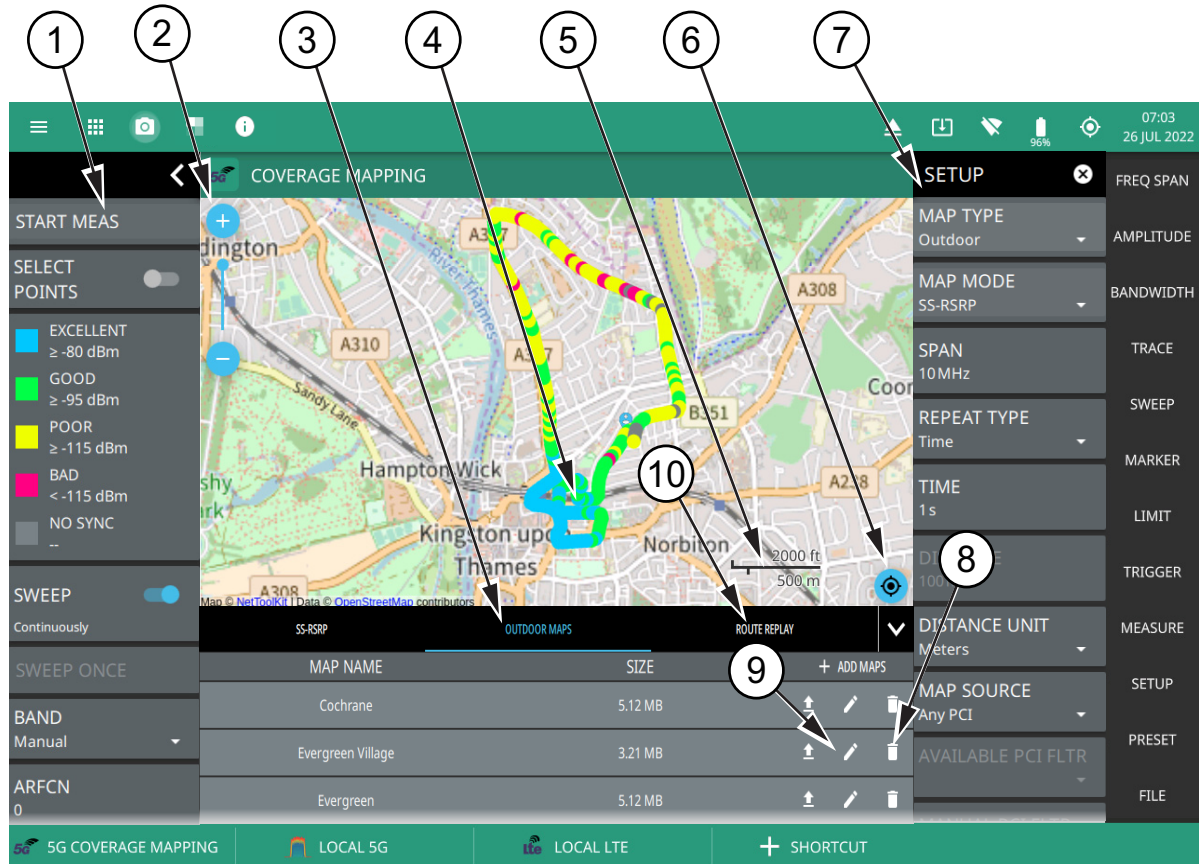 1
2
3
4
5
6
7
96%
07:03
26 JUL 2022
5G
COVERAGE MAPPING
START MEAS
SELECT
POINTS
EXCELLENT
≥ -80 dBm
GOOD
≥ -95 dBm
POOR
≥ -115 dBm
BAD
< -115 dBm
NO SYNC
--
SWEEP
Continuously
SWEEP ONCE
BAND
Manual
ARFCN
0
+
−
dington
River Thames
A308
A310
Sandy Lane
B351
Coor
Hampton Wick
10
A238
shy
rk
Kingston upo
Thames
Norbiton
2000 ft
500 m
A308
Map © NetToolKit | Data © OpenStreetMap contributors
SS-RSRP
OUTDOOR MAPS
ROUTE REPLAY
MAP NAME
SIZE
9
+ ADD MAPS
Cochrane
5.12 MB
Evergreen Village
3.21 MB
Evergreen
5.12 MB
SETUP
MAP TYPE
Outdoor
MAP MODE
SS-RSRP
SPAN
10 MHz
REPEAT TYPE
Time
TIME
1 s
8
DISTANCE UNIT
Meters
MAP SOURCE
Any PCI
AVAILABLE PCI FLTR
FREQ SPAN
AMPLITUDE
BANDWIDTH
TRACE
SWEEP
MARKER
LIMIT
TRIGGER
MEASURE
SETUP
PRESET
FILE
5G 5G COVERAGE MAPPING
LOCAL 5G
lte LOCAL LTE
+ SHORTCUT